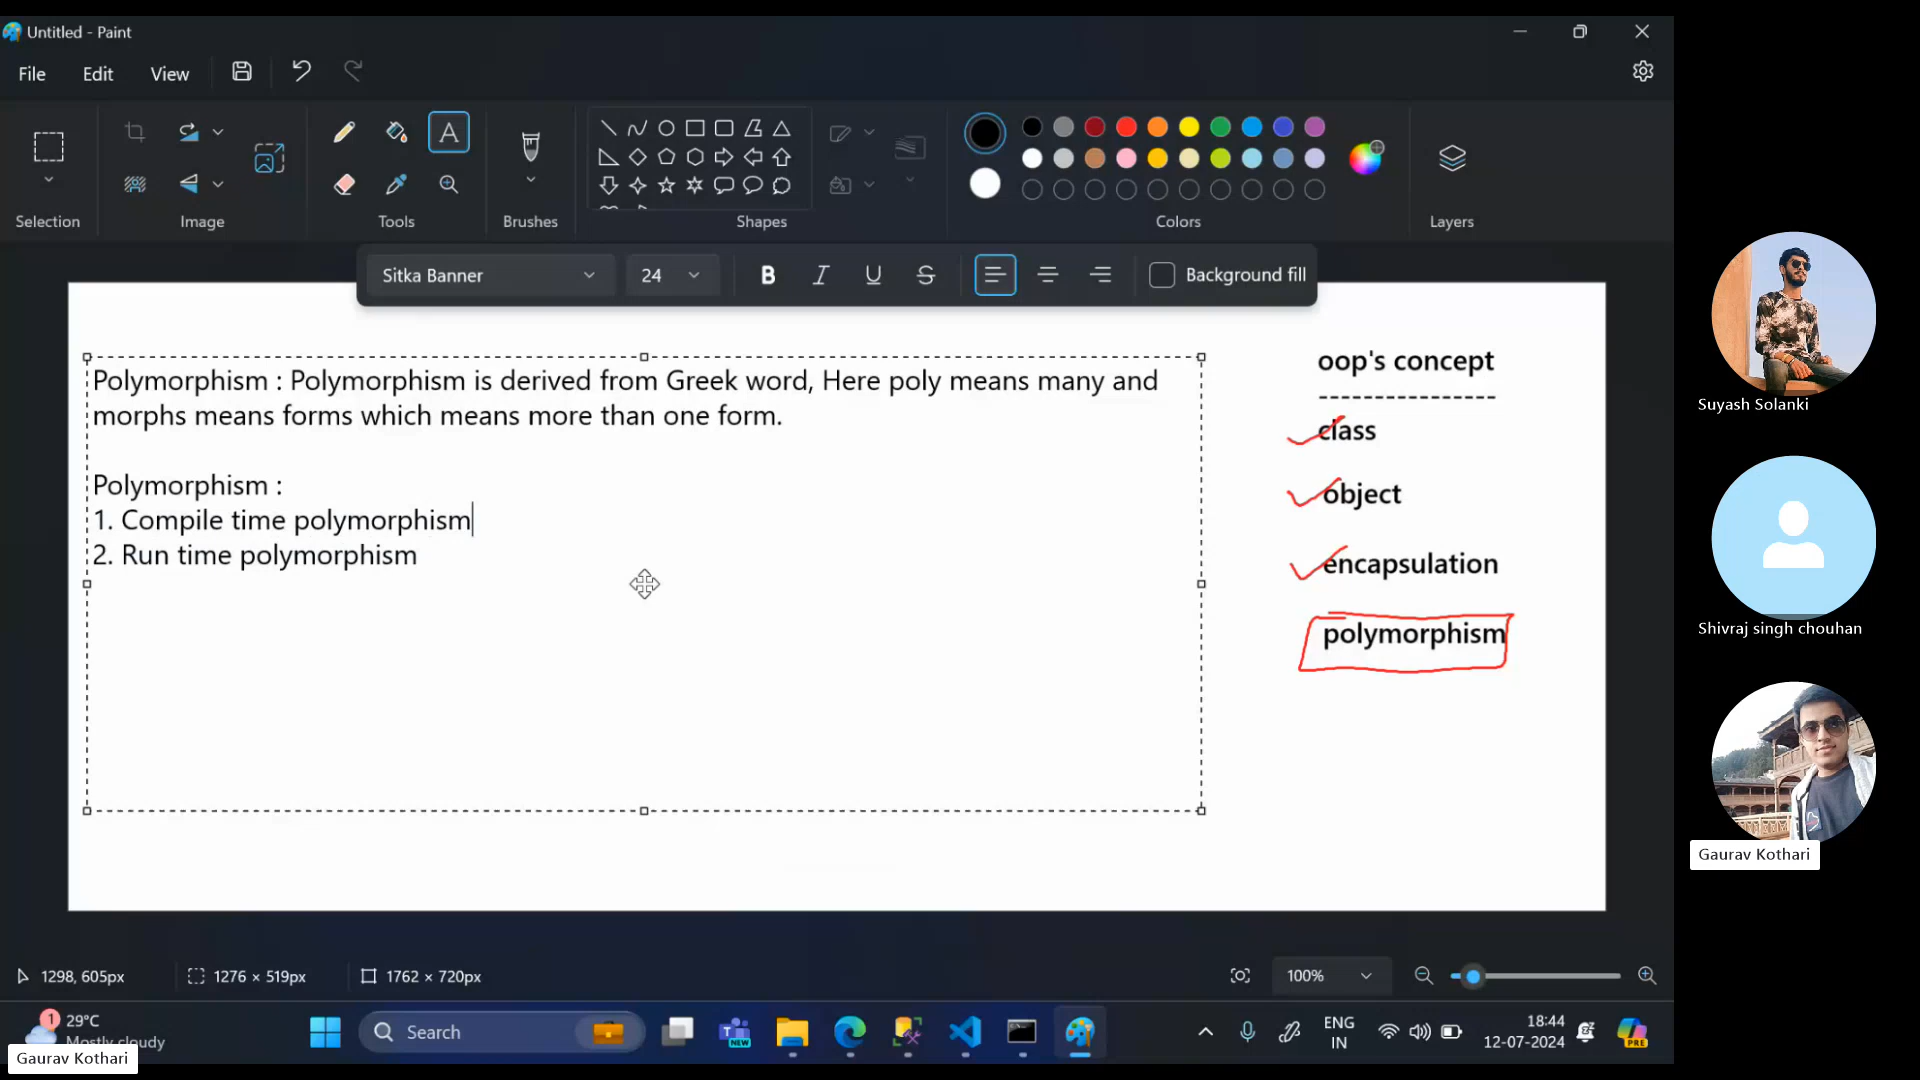 Untitled - Paint
File Edit View
Selection Image Tools Brushes Shapes Colors Layers
Sitka Banner 24 B I U S Background fill
Polymorphism : Polymorphism is derived from Greek word, Here poly means many and
morphs means forms which means more than one form.
Polymorphism :
1. Compile time polymorphism
2. Run time polymorphism
oop's concept
----------------
class
object
encapsulation
polymorphism
Suyash Solanki
Shivraj singh chouhan
Gaurav Kothari
1298, 605px 1276 × 519px 1762 × 720px 100%
1 29°C
Mostly cloudy
Search
NEW
ENG
IN
18:44
12-07-2024
PRE
Gaurav Kothari